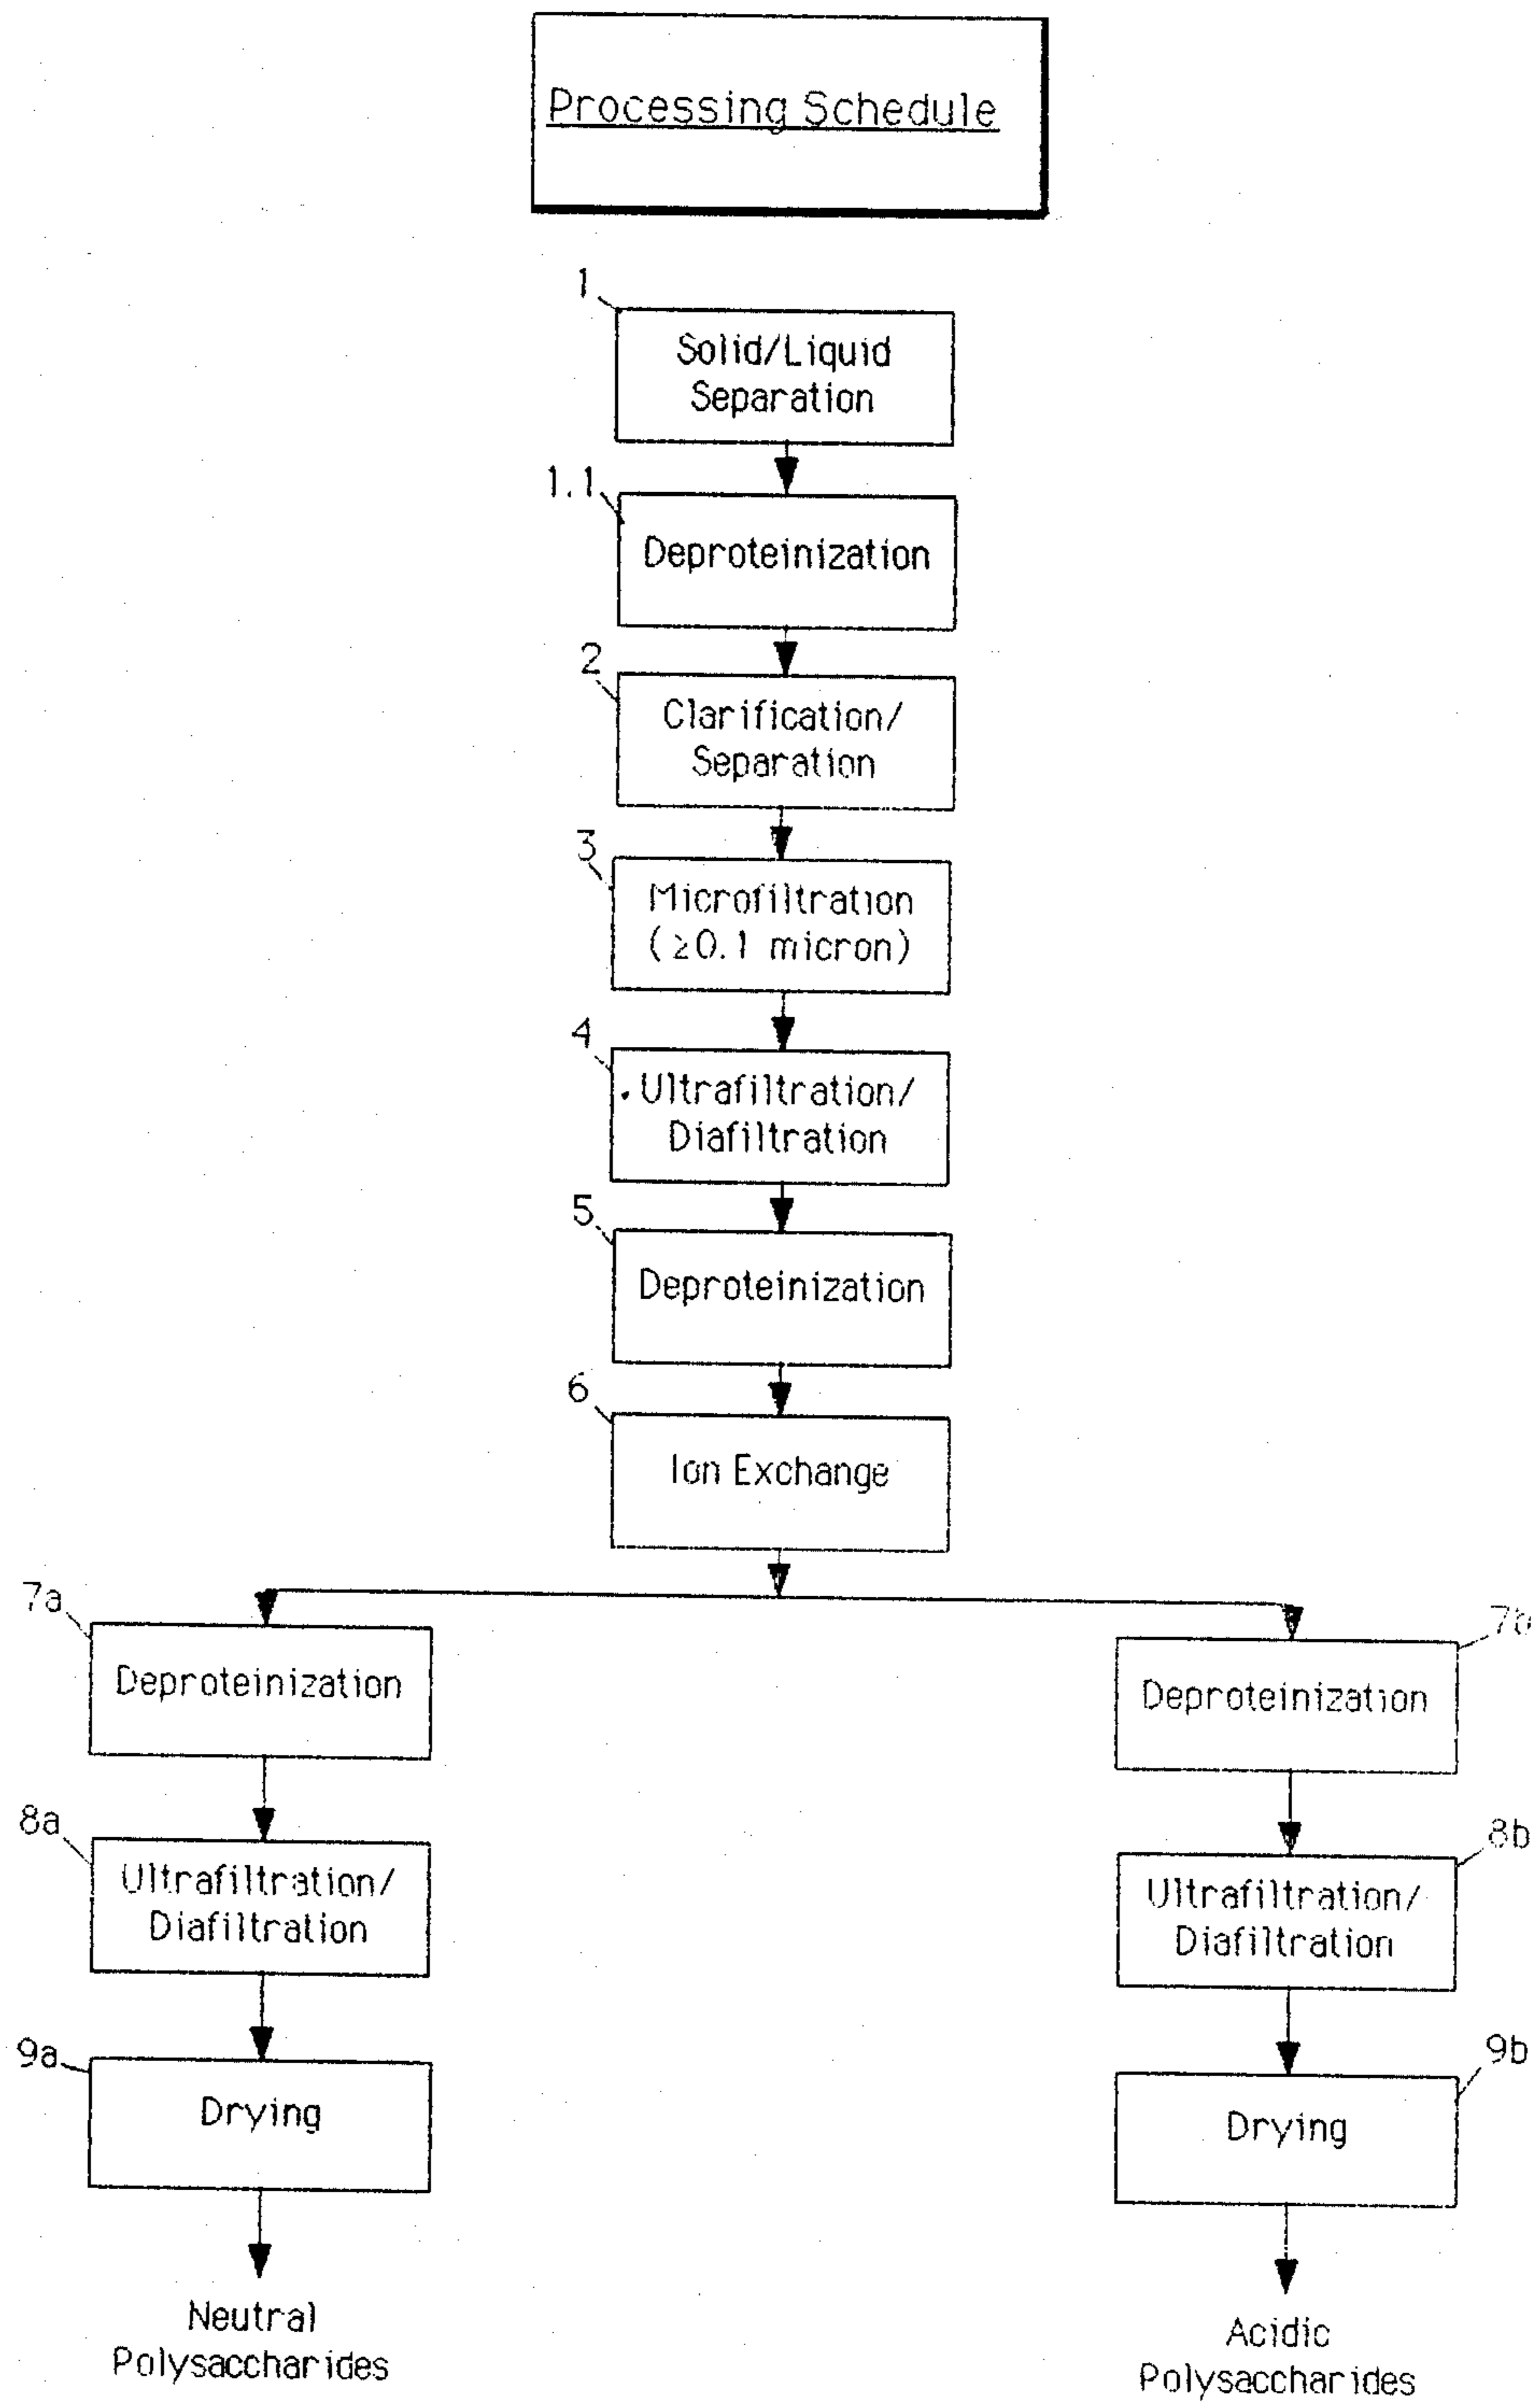 Processing Schedule
1
Solid/Liquid
Separation
1.1
Deproteinization
2
Clarification/
Separation
3
Microfiltration
(≥0.1 micron)
4
Ultrafiltration/
Diafiltration
5
Deproteinization
6
Ion Exchange
7a
Deproteinization
7b
Deproteinization
8a
Ultrafiltration/
Diafiltration
8b
Ultrafiltration/
Diafiltration
9a
Drying
9b
Drying
Neutral
Polysaccharides
Acidic
Polysaccharides